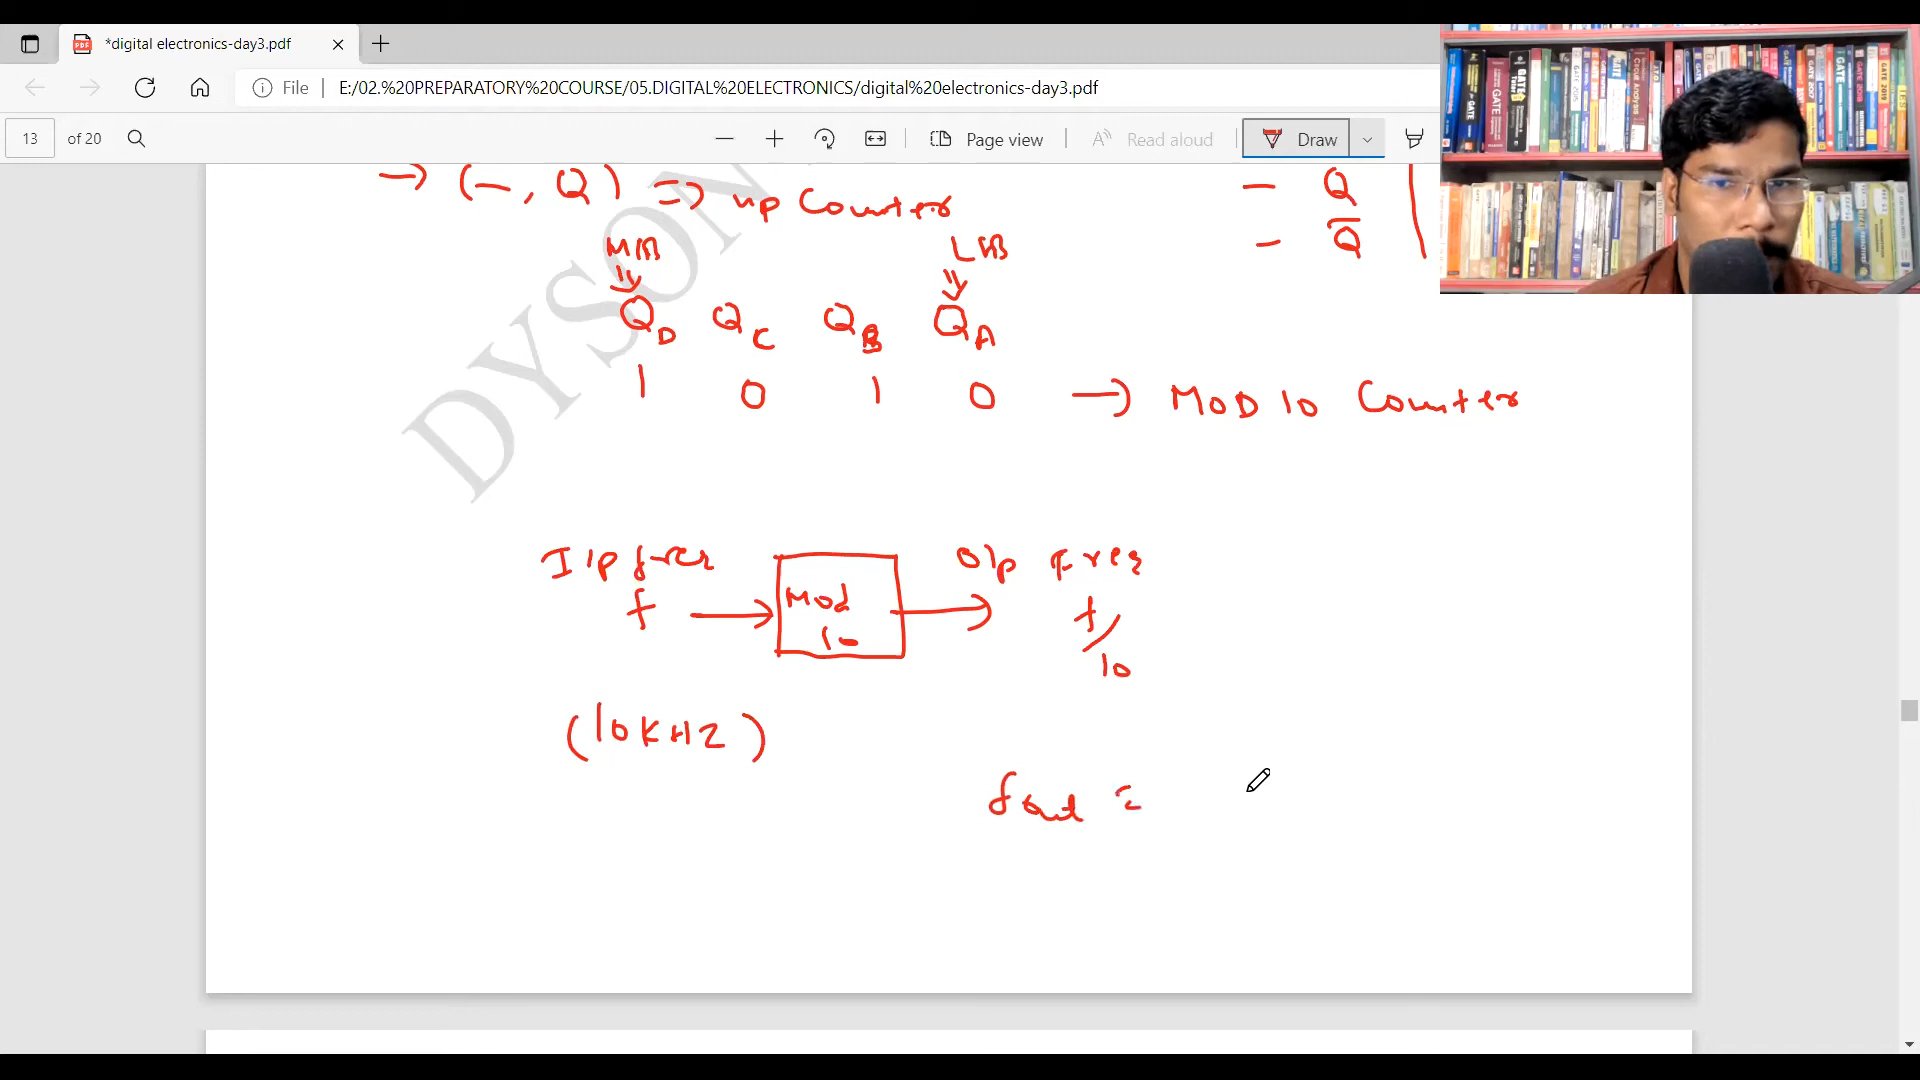 *digital electronics-day3.pdf
File E:/02.%20PREPARATORY%20COURSE/05.DIGITAL%20ELECTRONICS/digital%20electronics-day3.pdf
13 of 20 Page view Read aloud Draw
→ (−, Q) => up Counter
− Q
− Q̅
MSB LSB
Q_D Q_C Q_B Q_A
1 0 1 0 → MOD 10 Counter
DYSON
I/p freq O/p Freq
f → Mod 10 → f/10
(10KHZ)
fout =